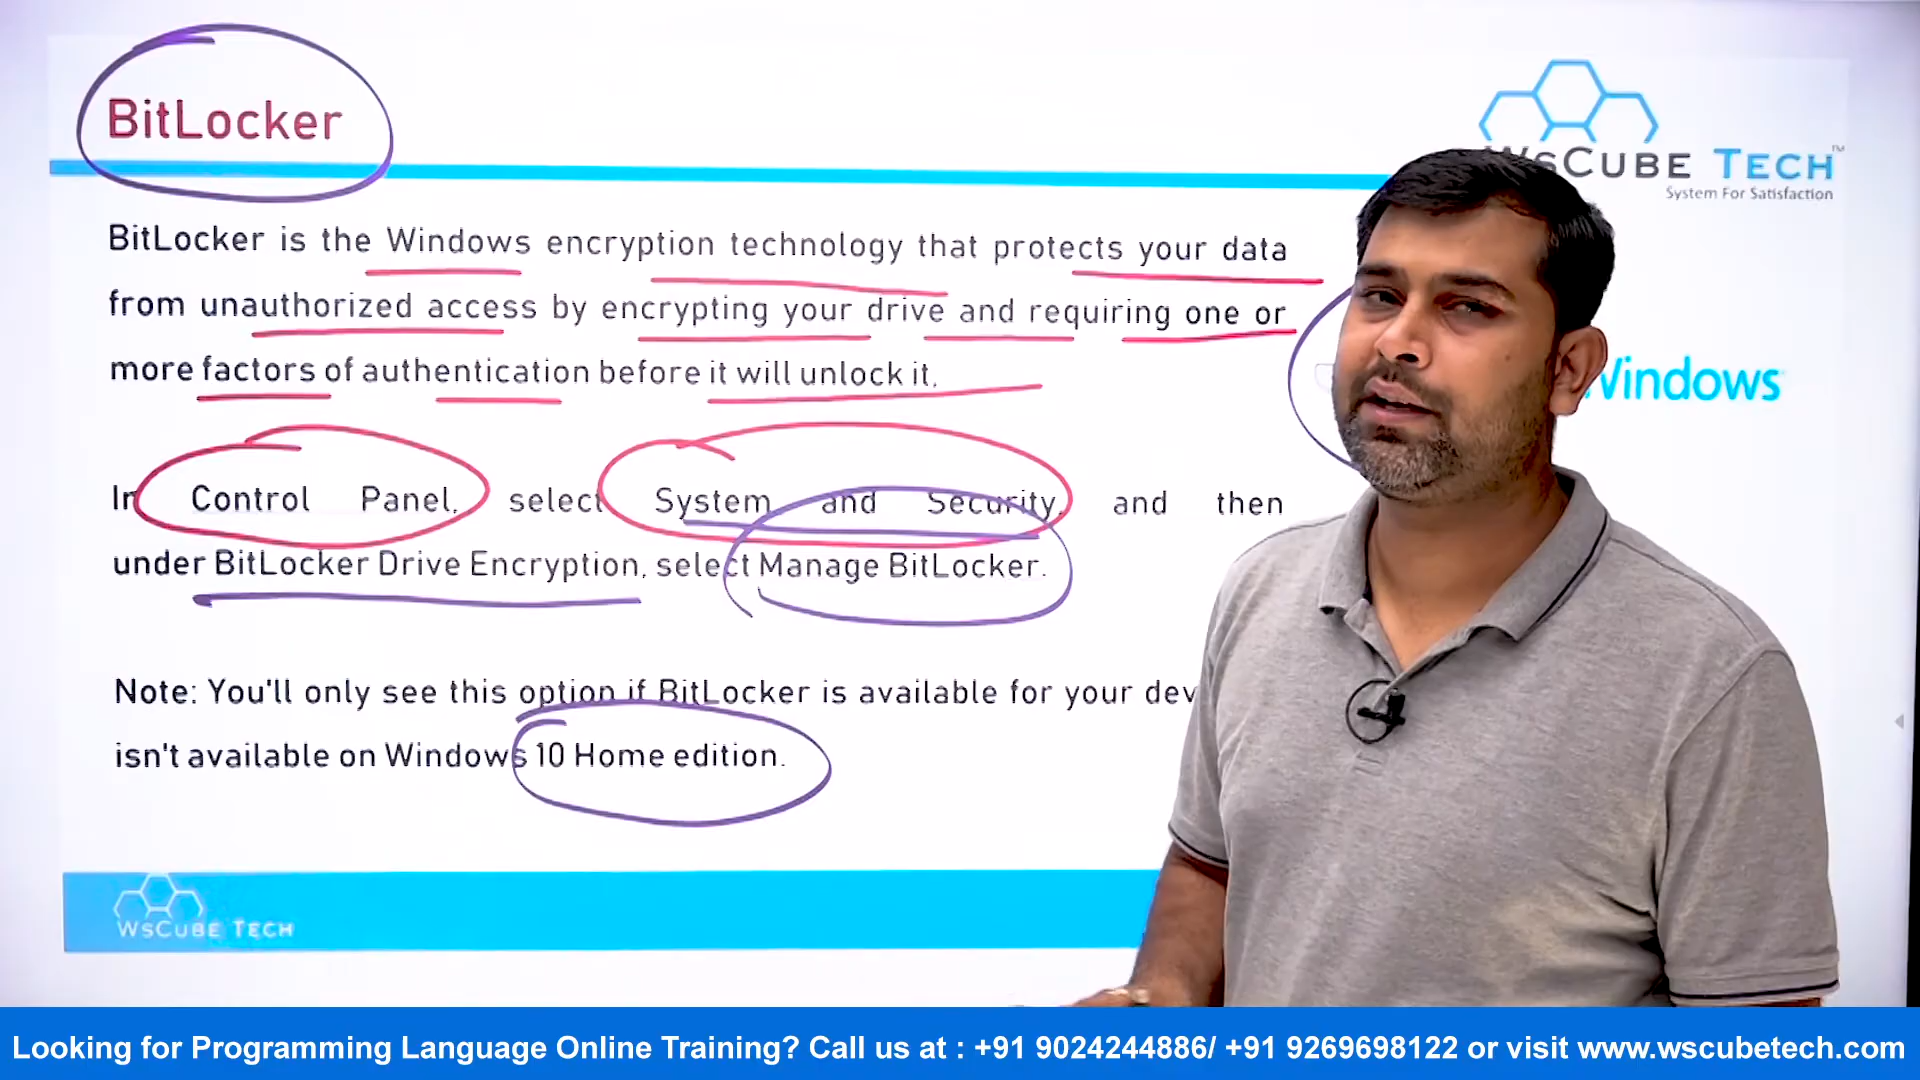 BitLocker
WsCube Tech
TM
System For Satisfaction
BitLocker is the Windows encryption technology that protects your data
from unauthorized access by encrypting your drive and requiring one or
more factors of authentication before it will unlock it.
Windows
In Control Panel, select System and Security, and then
under BitLocker Drive Encryption, select Manage BitLocker.
Note: You'll only see this option if BitLocker is available for your
isn't available on Windows 10 Home edition.
WsCube Tech
Looking for Programming Language Online Training? Call us at : +91 9024244886/ +91 9269698122 or visit www.wscubetech.com